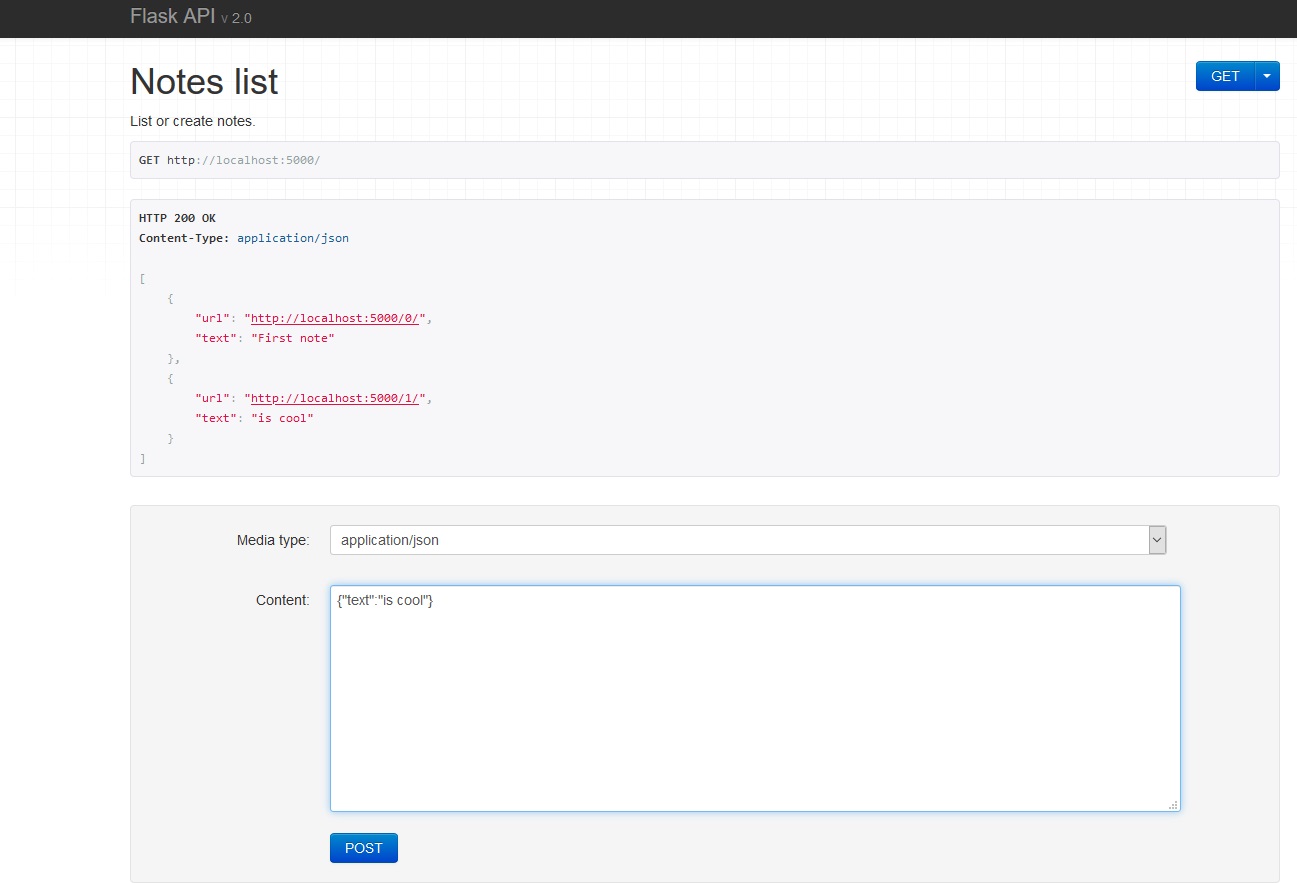 Flask API v 2.0
Notes list
GET
List or create notes.
GET http://localhost:5000/
HTTP 200 OK
Content-Type: application/json
[
    {
        "url": "http://localhost:5000/0/",
        "text": "First note"
    },
    {
        "url": "http://localhost:5000/1/",
        "text": "is cool"
    }
]
Media type: application/json
Content: {"text":"is cool"}
POST